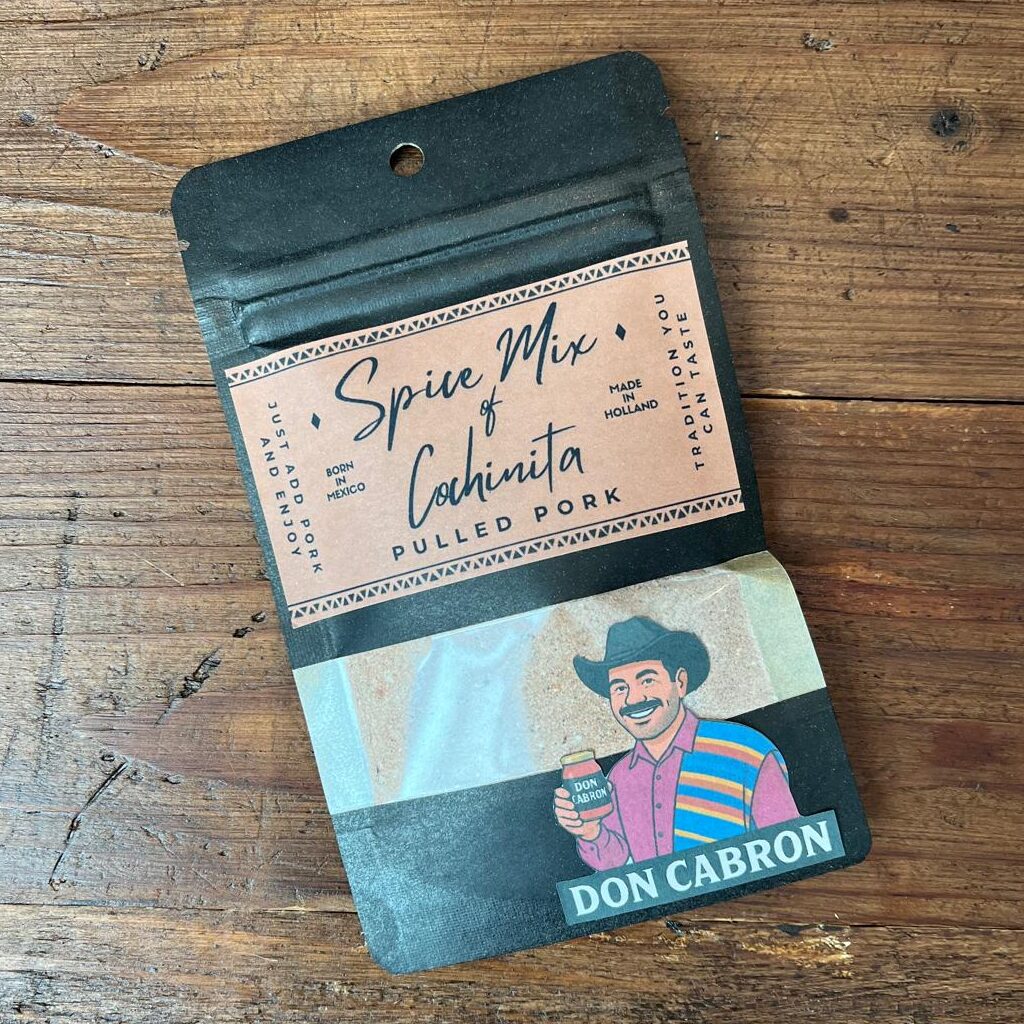 Spice Mix
of
Cochinita
PULLED PORK
JUST ADD PORK
AND ENJOY
BORN
IN
MEXICO
MADE
IN
HOLLAND
TRADITION YOU
CAN TASTE
DON
CABRON
DON CABRON